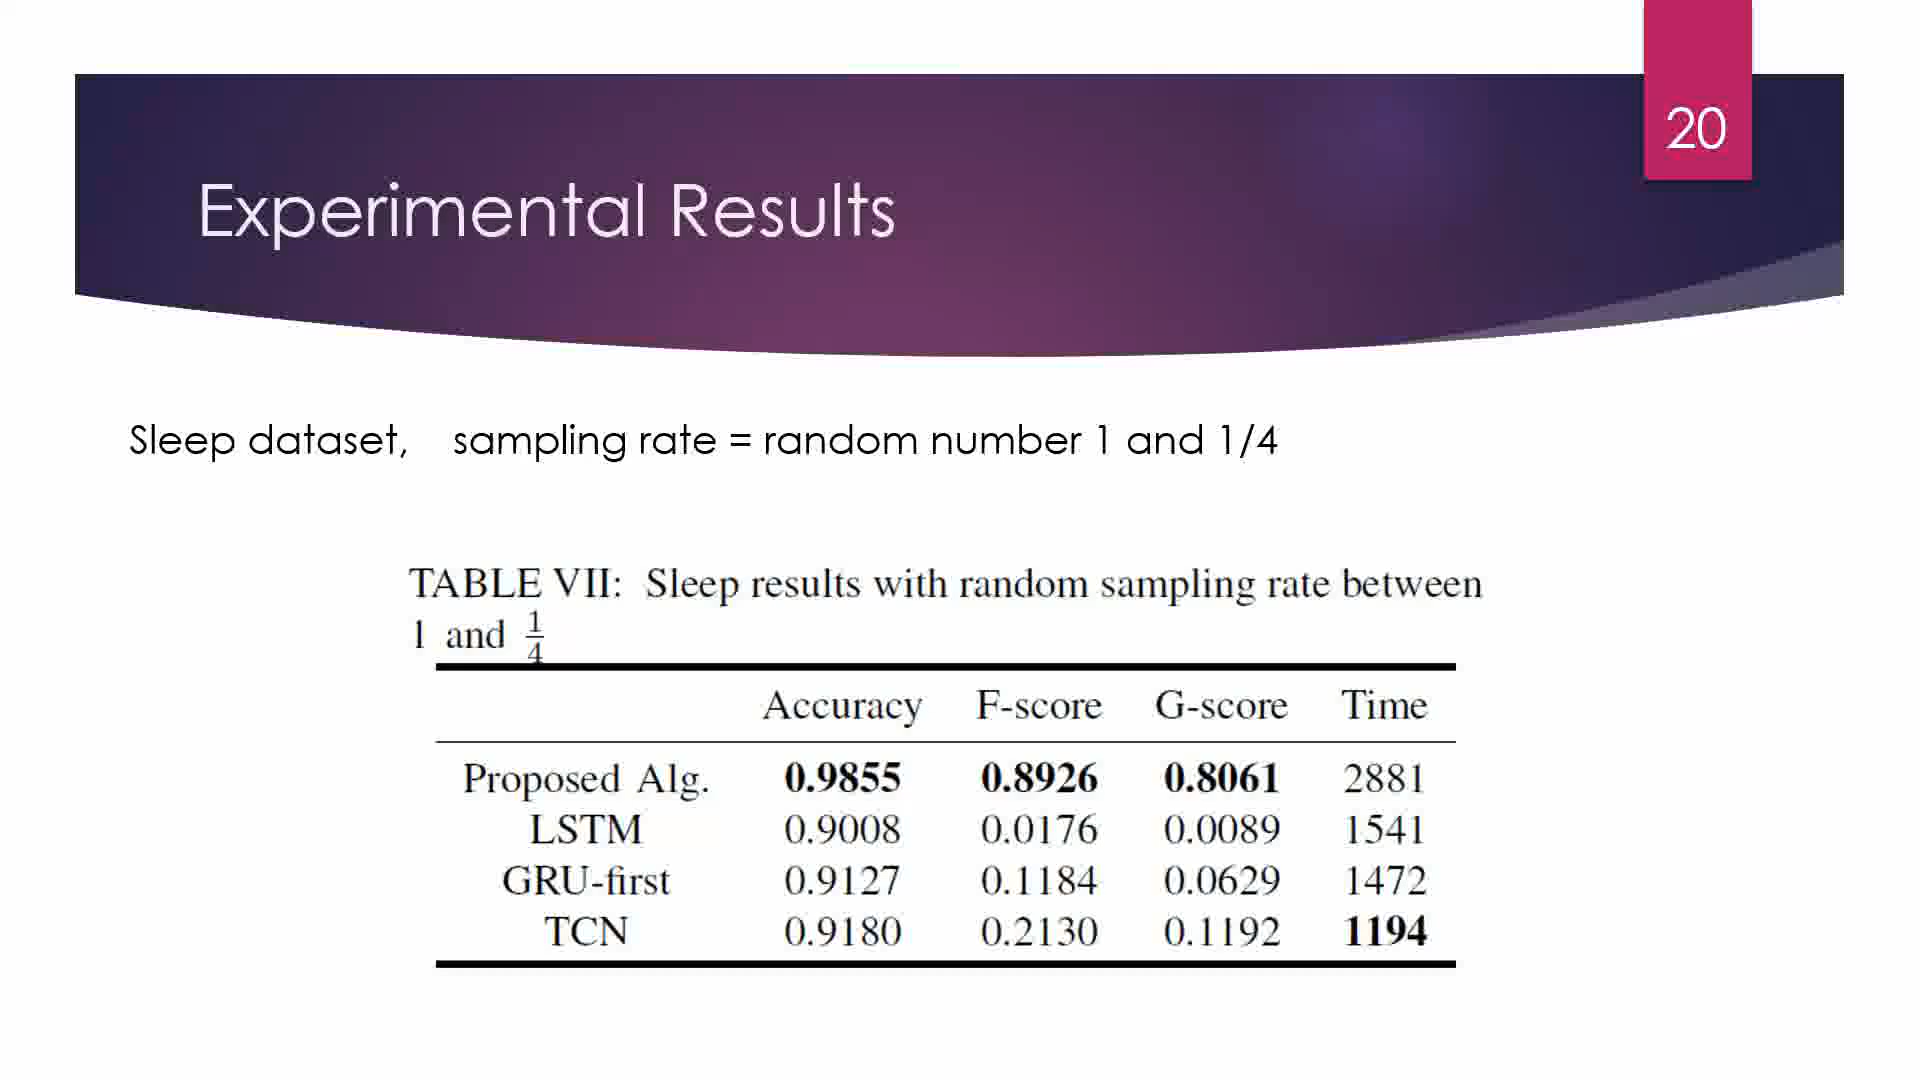 20
Experimental Results
Sleep dataset, sampling rate = random number 1 and 1/4
TABLE VII: Sleep results with random sampling rate between
1 and 1/4
Accuracy F-score G-score Time
Proposed Alg. 0.9855 0.8926 0.8061 2881
LSTM 0.9008 0.0176 0.0089 1541
GRU-first 0.9127 0.1184 0.0629 1472
TCN 0.9180 0.2130 0.1192 1194